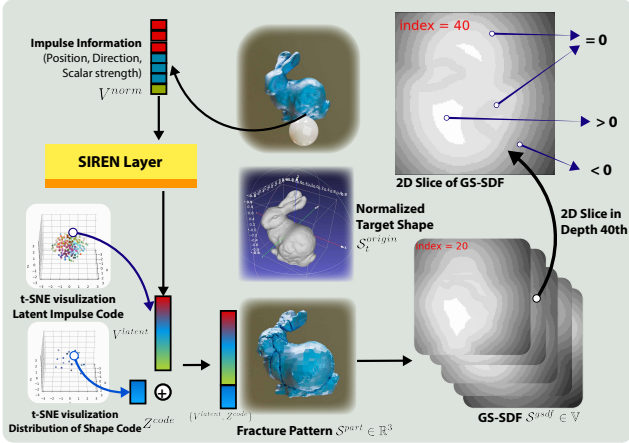 Impulse Information
(Position, Direction,
Scalar strength)
V^{norm}
SIREN Layer
t-SNE visulization
Latent Impulse Code
V^{latent}
t-SNE visulization
Distribution of Shape Code
Z^{code}
(V^{latent}, Z^{code})
Normalized
Target Shape
S_t^{origin}
Fracture Pattern S^{part} ∈ ℝ^3
index = 40
= 0
> 0
< 0
2D Slice of GS-SDF
2D Slice in
Depth 40th
index = 20
GS-SDF S^{gsdf} ∈ 𝕍